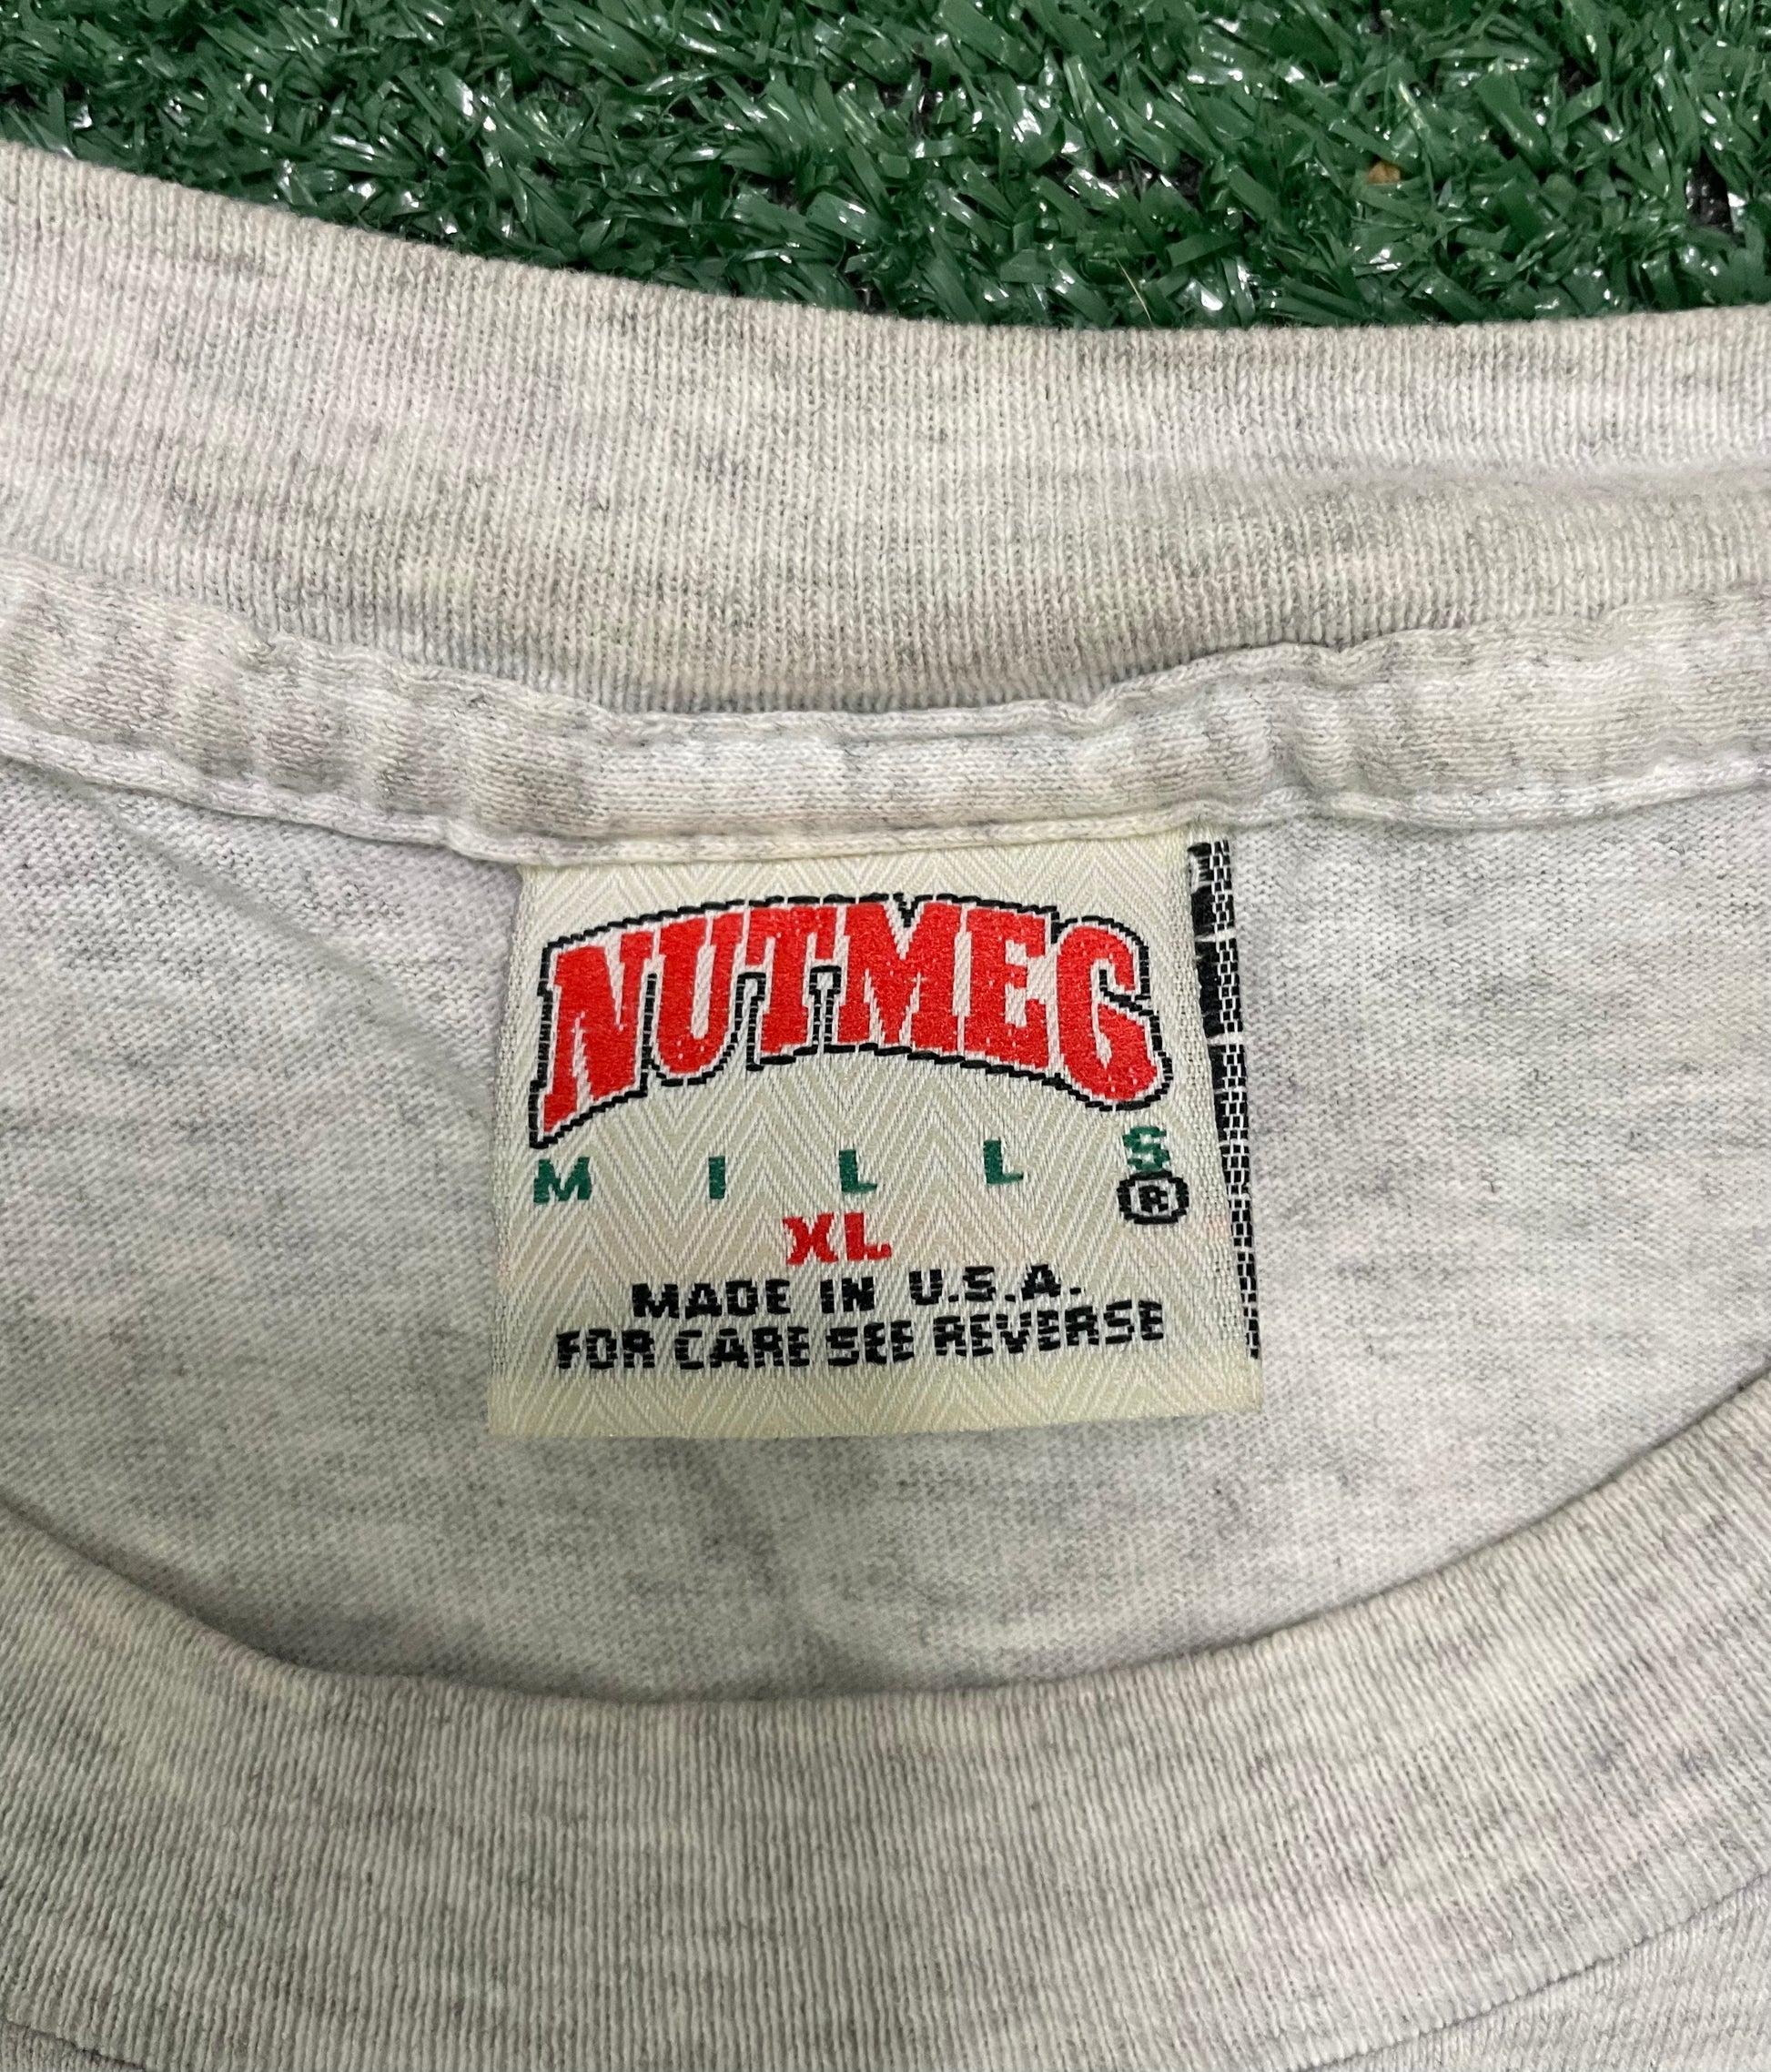 NUTMEG
MILLS
®
XL
MADE IN U.S.A.
FOR CARE SEE REVERSE